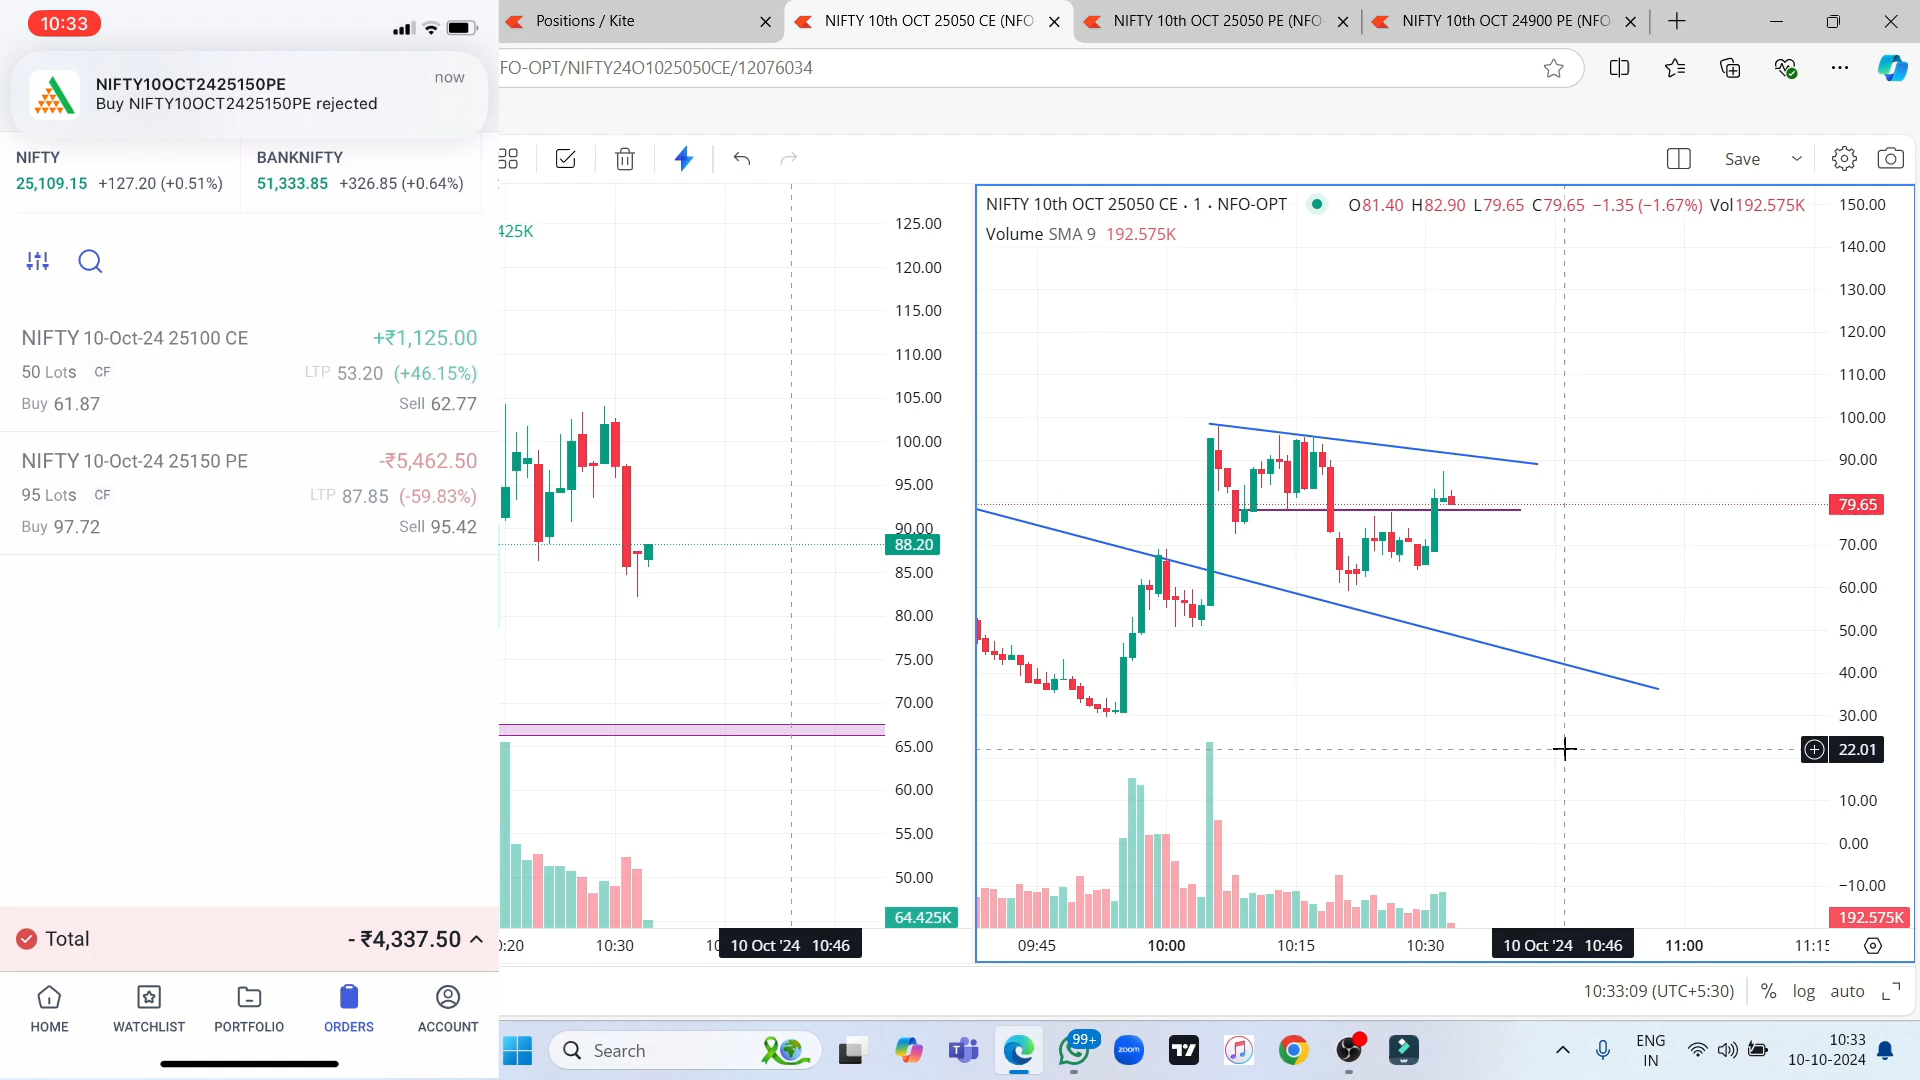 10:33
NIFTY10OCT2425150PE
now
Buy NIFTY10OCT2425150PE rejected
NIFTY
25,109.15 +127.20 (+0.51%)
BANKNIFTY
51,333.85 +326.85 (+0.64%)
NIFTY 10-Oct-24 25100 CE
+₹1,125.00
50 Lots CF
LTP 53.20 (+46.15%)
Buy 61.87
Sell 62.77
NIFTY 10-Oct-24 25150 PE
-₹5,462.50
95 Lots CF
LTP 87.85 (-59.83%)
Buy 97.72
Sell 95.42
Total
- ₹4,337.50
HOME
WATCHLIST
PORTFOLIO
ORDERS
ACCOUNT
Positions / Kite
NIFTY 10th OCT 25050 CE (NFO-
NIFTY 10th OCT 25050 PE (NFO-
NIFTY 10th OCT 24900 PE (NFO
FO-OPT/NIFTY24O1025050CE/12076034
Save
425K
125.00
120.00
115.00
110.00
105.00
100.00
95.00
90.00
88.20
85.00
80.00
75.00
70.00
65.00
60.00
55.00
50.00
64.425K
0:20
10:30
10
10 Oct '24 10:46
NIFTY 10th OCT 25050 CE · 1 · NFO-OPT
O81.40 H82.90 L79.65 C79.65 −1.35 (−1.67%) Vol192.575K
Volume SMA 9 192.575K
150.00
140.00
130.00
120.00
110.00
100.00
90.00
79.65
70.00
60.00
50.00
40.00
30.00
22.01
10.00
0.00
−10.00
192.575K
09:45
10:00
10:15
10:30
10 Oct '24 10:46
11:00
11:15
10:33:09 (UTC+5:30)
%
log
auto
Search
99+
zoom
ENG
IN
10:33
10-10-2024